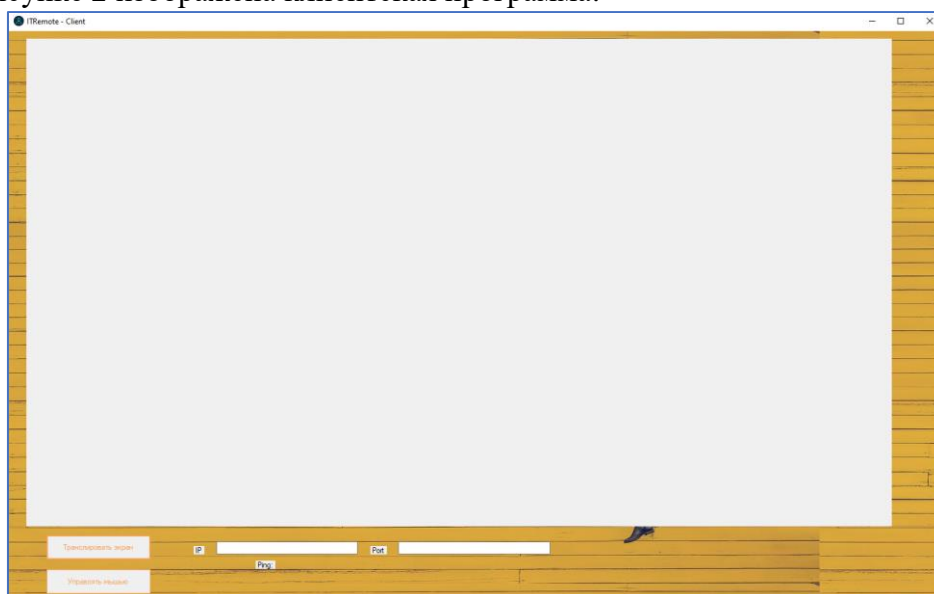 ITRemote - Client
Транслировать экран
IP
Port
Ping:
Управлять мышью